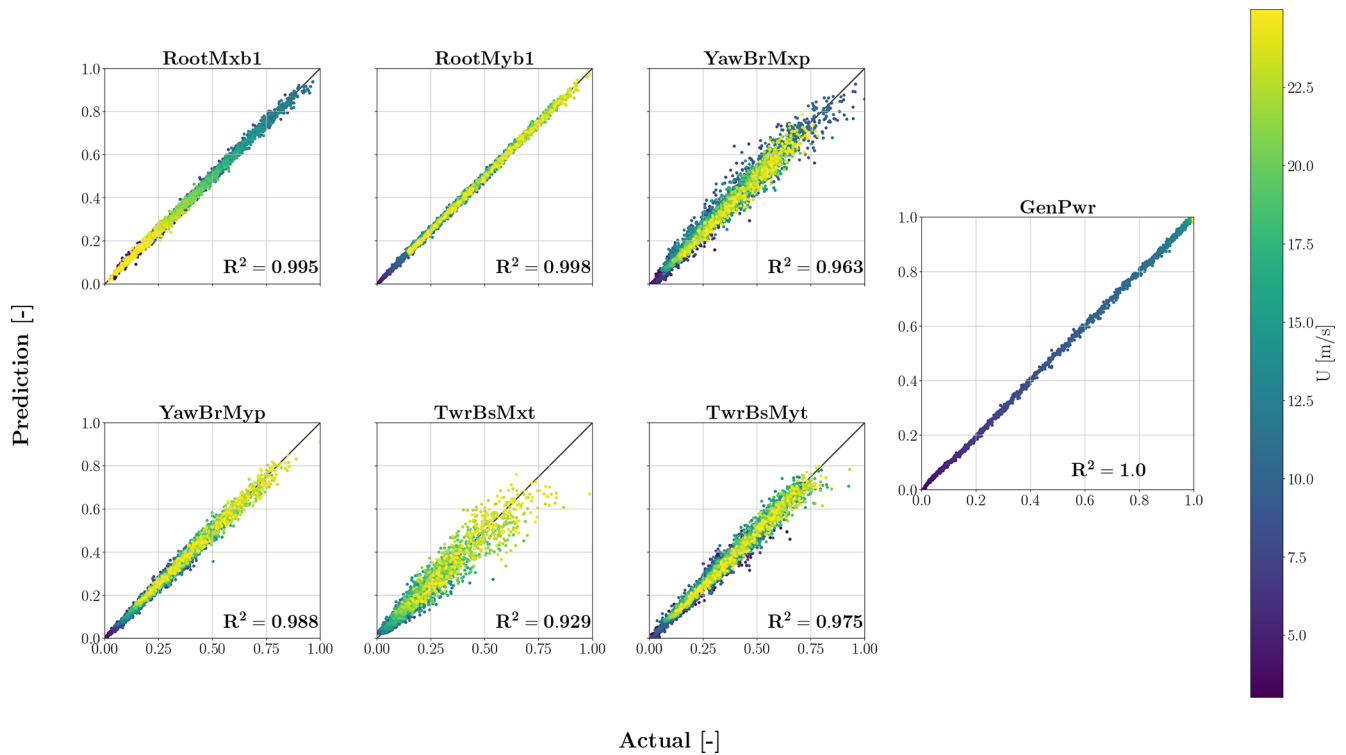 RootMxb1
1.0
0.8
0.6
0.4
0.2
0.0
R² = 0.995
RootMyb1
R² = 0.998
YawBrMxp
R² = 0.963
GenPwr
1.0
0.8
0.6
0.4
0.2
0.0
0.0 0.2 0.4 0.6 0.8 1.0
R² = 1.0
YawBrMyp
1.0
0.8
0.6
0.4
0.2
0.0
0.00 0.25 0.50 0.75 1.00
R² = 0.988
TwrBsMxt
0.00 0.25 0.50 0.75 1.00
R² = 0.929
TwrBsMyt
0.00 0.25 0.50 0.75 1.00
R² = 0.975
Prediction [-]
Actual [-]
22.5
20.0
17.5
15.0
12.5
10.0
7.5
5.0
U [m/s]